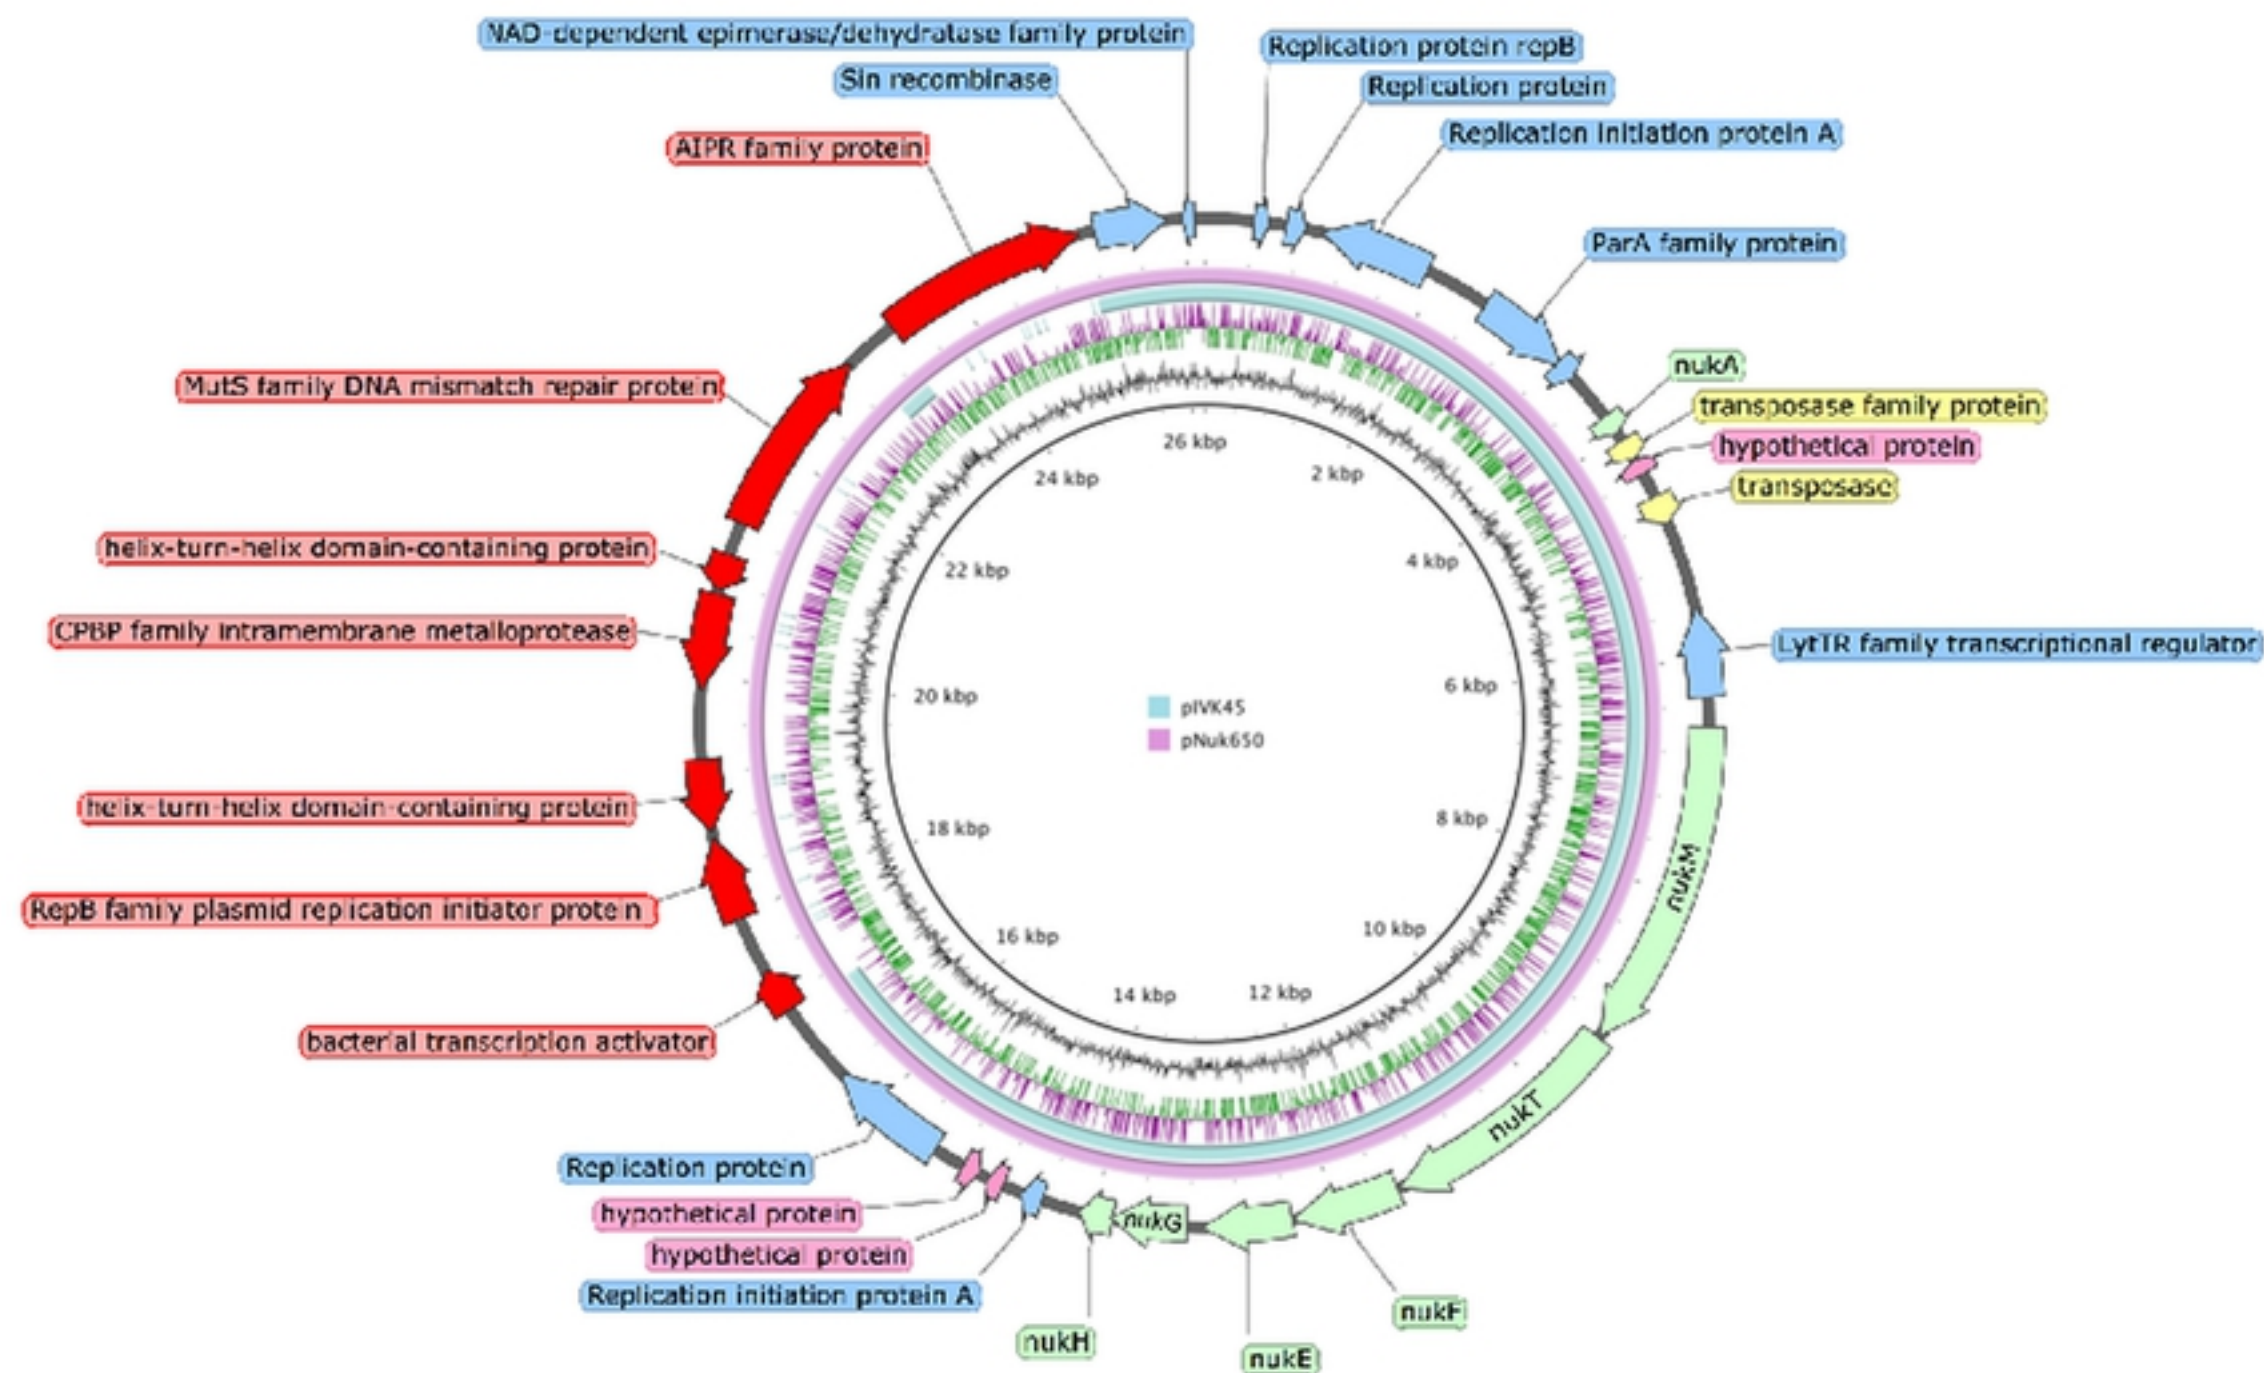 NAD-dependent epimerase/dehydratase family protein
Replication protein repB
Sin recombinase
Replication protein
Replication initiation protein A
AIPR family protein
ParA family protein
nukA
MutS family DNA mismatch repair protein
transposase family protein
hypothetical protein
transposase
helix-turn-helix domain-containing protein
CPBP family intramembrane metalloprotease
LytTR family transcriptional regulator
helix-turn-helix domain-containing protein
RepB family plasmid replication initiator protein
bacterial transcription activator
Replication protein
hypothetical protein
hypothetical protein
Replication initiation protein A
nukH
nukG
nukE
nukF
nukT
nukM
26 kbp
2 kbp
4 kbp
6 kbp
8 kbp
10 kbp
12 kbp
14 kbp
16 kbp
18 kbp
20 kbp
22 kbp
24 kbp
pIVK45
pNuk650